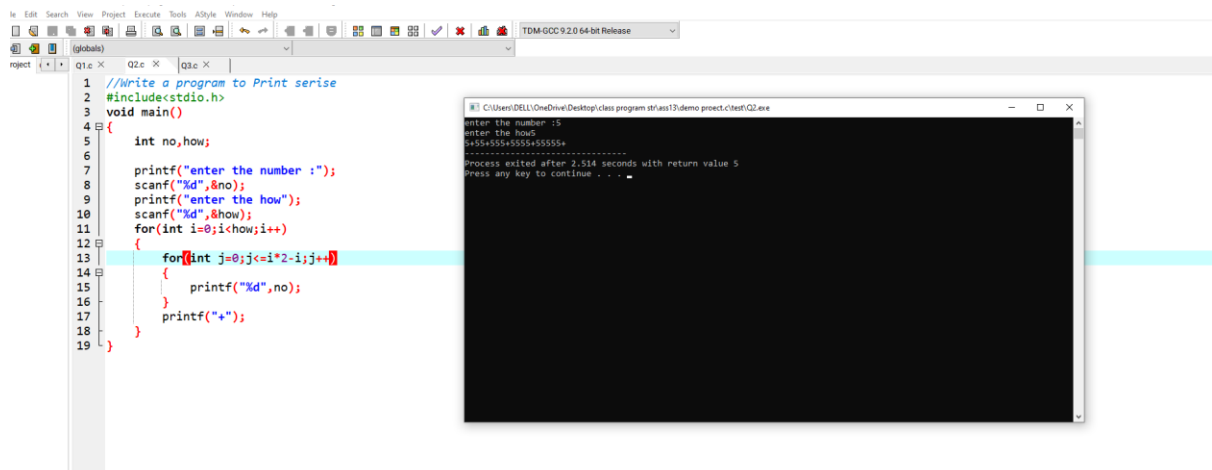 le Edit Search View Project Execute Tools AStyle Window Help
TDM-GCC 9.2.0 64-bit Release
(globals)
roject Q1.c Q2.c Q3.c
1 //Write a program to Print serise
2 #include<stdio.h>
3 void main()
4 {
5 int no,how;
6
7 printf("enter the number :");
8 scanf("%d",&no);
9 printf("enter the how");
10 scanf("%d",&how);
11 for(int i=0;i<how;i++)
12 {
13 for(int j=0;j<=i*2-i;j++)
14 {
15 printf("%d",no);
16 }
17 printf("+");
18 }
19 }
C:\Users\DELL\OneDrive\Desktop\class program str\ass13\demo proect.c\test\Q2.exe
enter the number :5
enter the how5
5+55+555+5555+55555+
--------------------------------
Process exited after 2.514 seconds with return value 5
Press any key to continue . . .